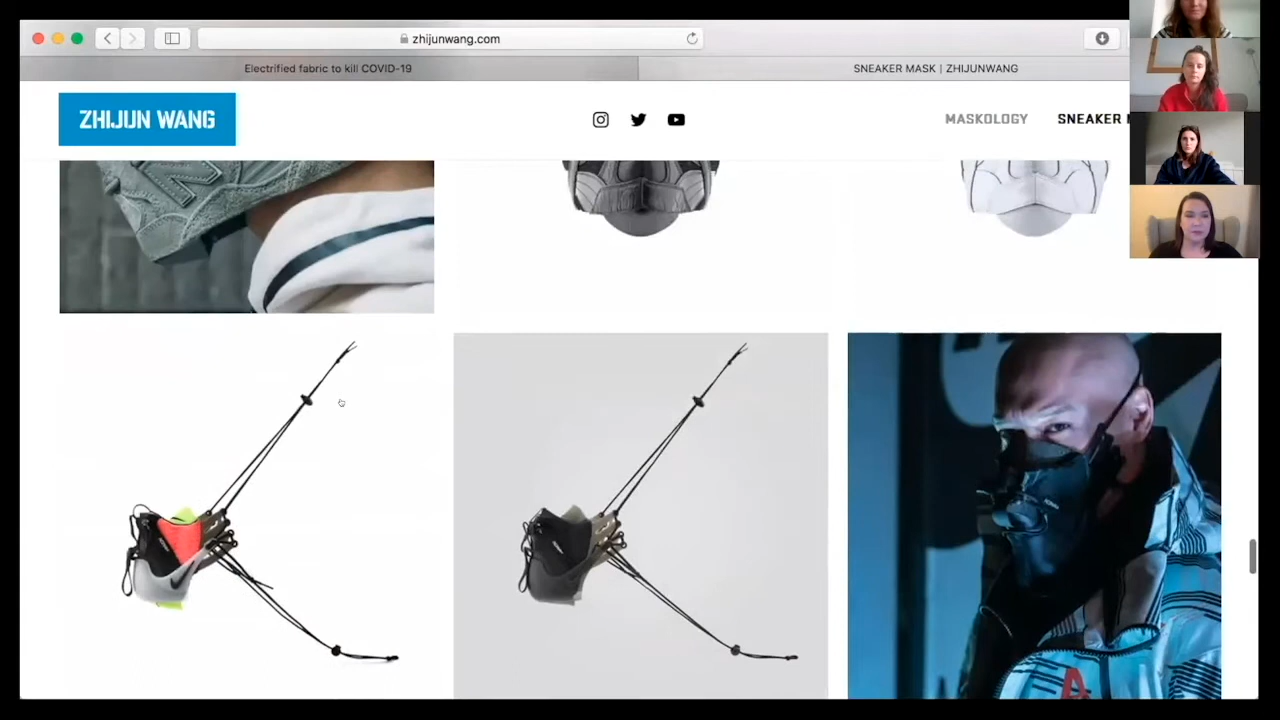 zhijunwang.com
Electrified fabric to kill COVID-19
SNEAKER MASK | ZHIJUNWANG
ZHIJUN WANG
MASKOLOGY
SNEAKER
N
A